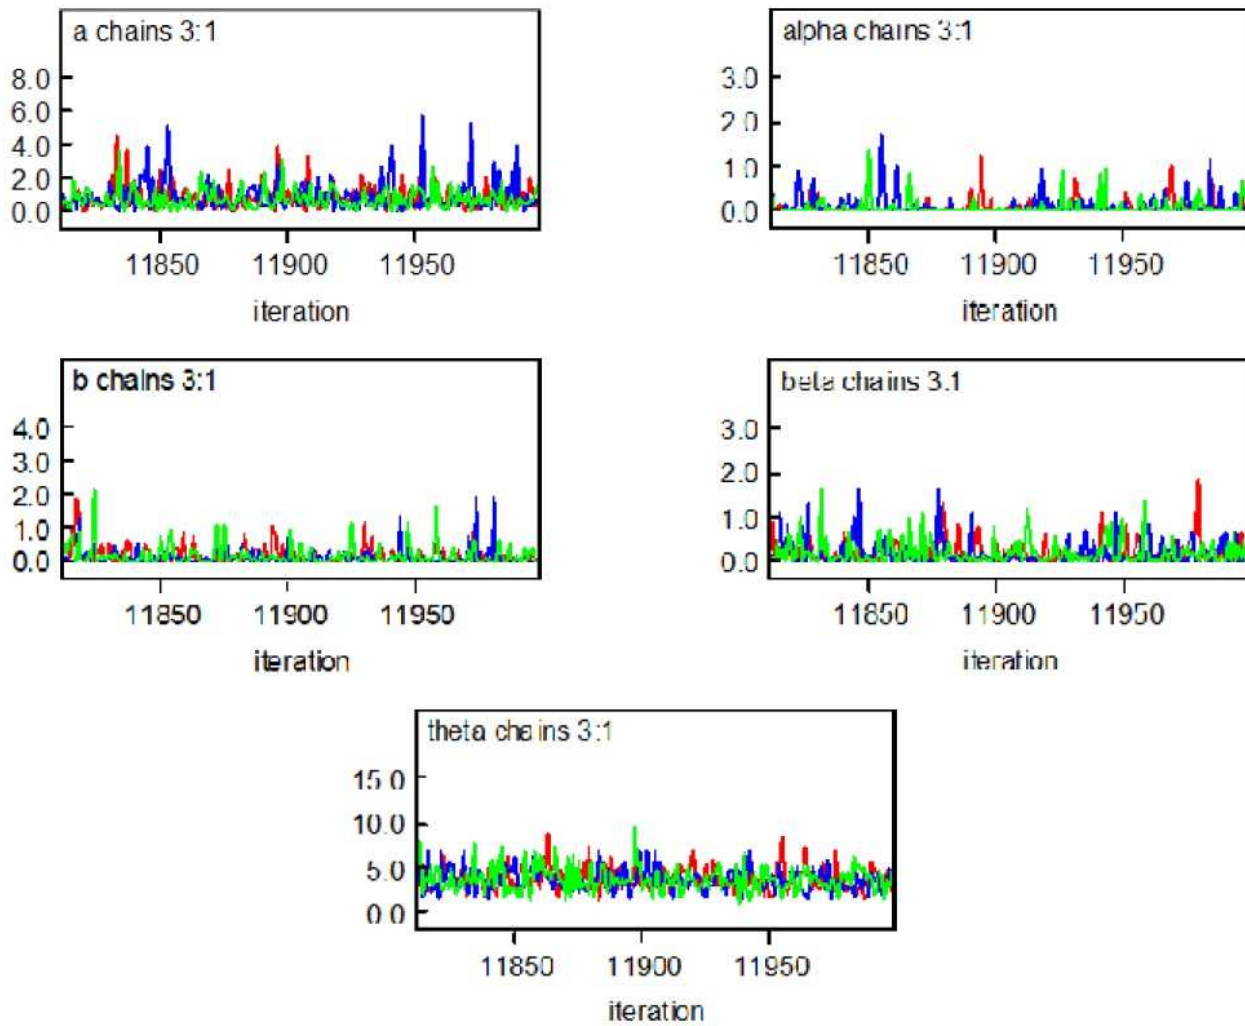 a chains 3:1
8.0
6.0
4.0
2.0
0.0
11850 11900 11950
iteration
alpha chains 3:1
3.0
2.0
1.0
0.0
11850 11900 11950
iteration
b chains 3:1
4.0
3.0
2.0
1.0
0.0
11850 11900 11950
iteration
beta chains 3.1
3.0
2.0
1.0
0.0
11850 11900 11950
iteration
theta chains 3:1
15.0
10.0
5.0
0.0
11850 11900 11950
iteration